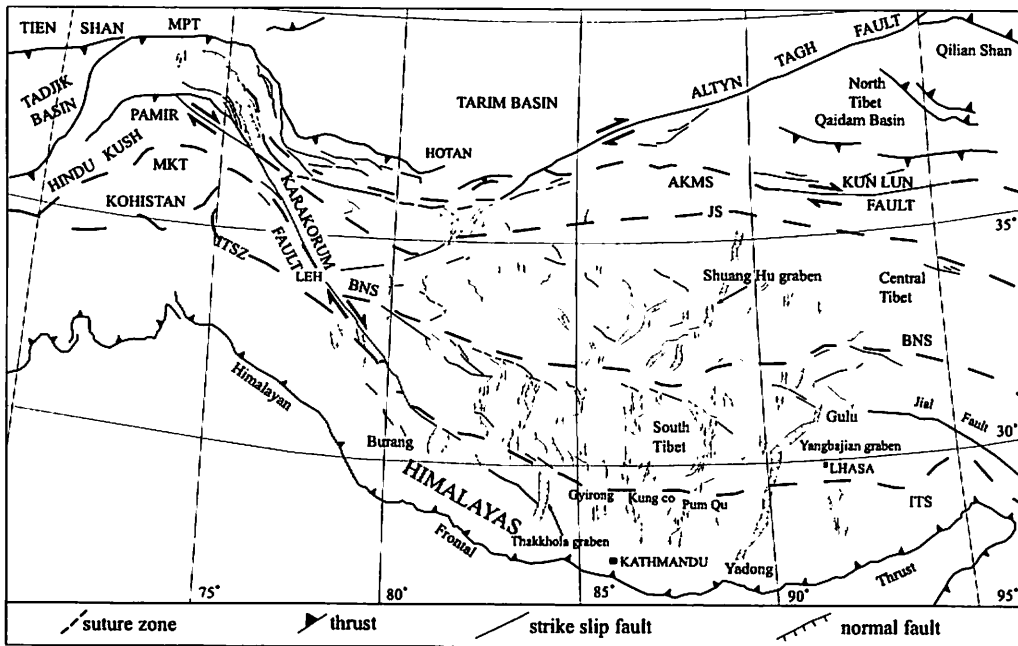 TIEN SHAN MPT
TADJIK
BASIN
PAMIR
HINDU KUSH
MKT
KOHISTAN
ITSZ
KARAKORUM
FAULT
LEH
BNS
TARIM BASIN
HOTAN
ALTYN TAGH FAULT
Qilian Shan
North
Tibet
Qaidam Basin
AKMS
KUN LUN
FAULT
JS
35°
Shuang Hu graben
Central
Tibet
BNS
Himalayan
Frontal
Thrust
Burang
HIMALAYAS
South
Tibet
Gulu
Jial Fault
30°
Yangbajian graben
LHASA
Gyirong
Kung co
Pum Qu
ITS
Thakkhola graben
KATHMANDU
Yadong
75°
80°
85°
90°
95°
suture zone
thrust
strike slip fault
normal fault